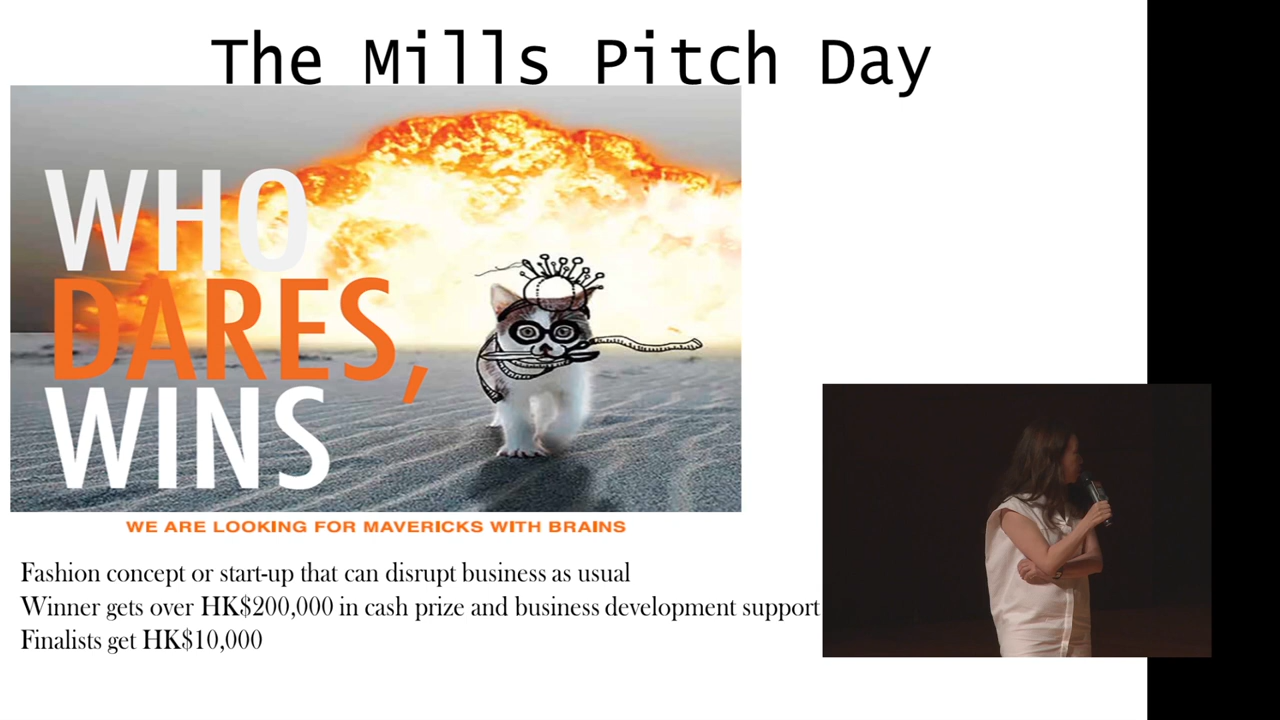 The Mills Pitch Day
WHO
DARES,
WINS
WE ARE LOOKING FOR MAVERICKS WITH BRAINS
Fashion concept or start-up that can disrupt business as usual
Winner gets over HK$200,000 in cash prize and business development support
Finalists get HK$10,000